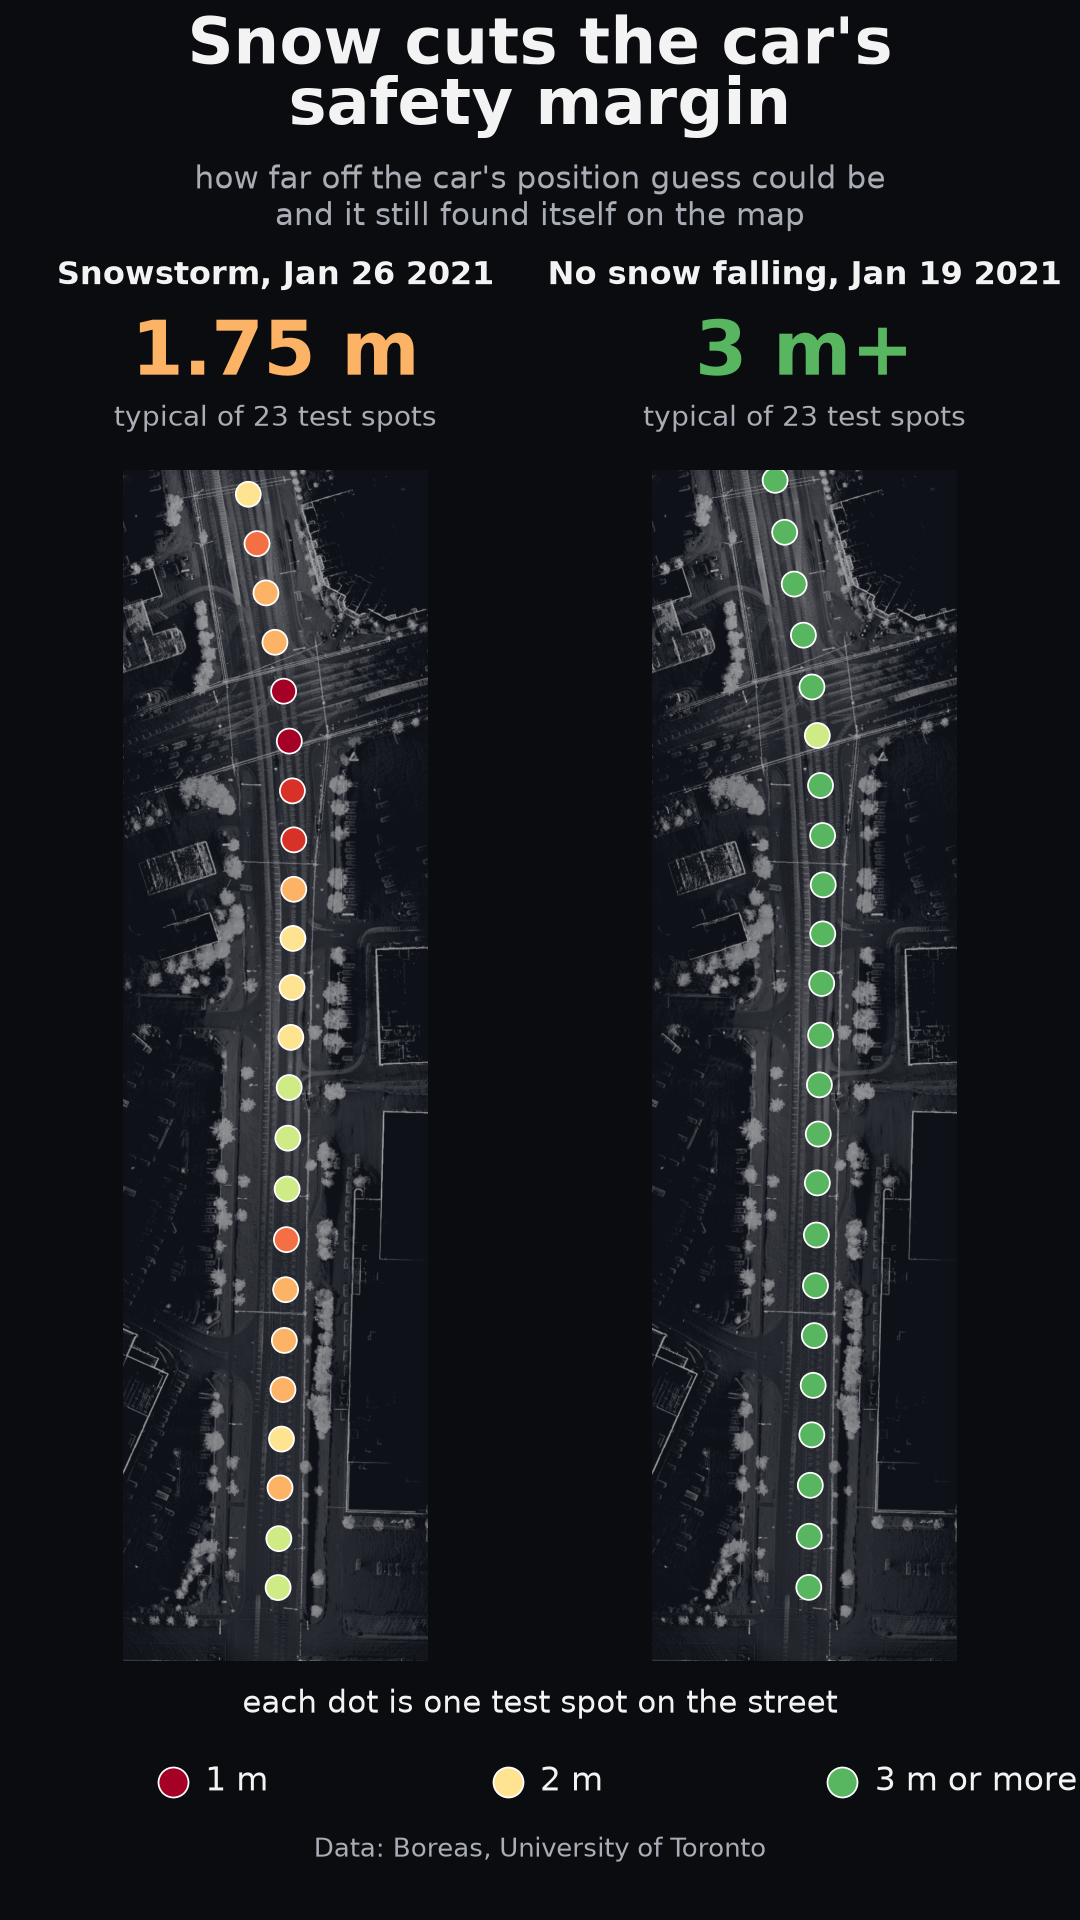 Snow cuts the car's
safety margin
how far off the car's position guess could be
and it still found itself on the map
Snowstorm, Jan 26 2021
1.75 m
typical of 23 test spots
No snow falling, Jan 19 2021
3 m+
typical of 23 test spots
each dot is one test spot on the street
1 m
2 m
3 m or more
Data: Boreas, University of Toronto